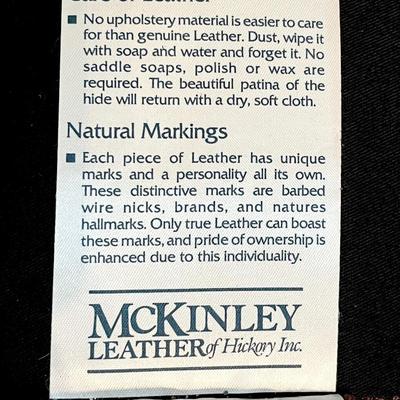 Care of Leather
■ No upholstery material is easier to care
for than genuine Leather. Dust, wipe it
with soap and water and forget it. No
saddle soaps, polish or wax are
required. The beautiful patina of the
hide will return with a dry, soft cloth.
Natural Markings
■ Each piece of Leather has unique
marks and a personality all its own.
These distinctive marks are barbed
wire nicks, brands, and natures
hallmarks. Only true Leather can boast
these marks, and pride of ownership is
enhanced due to this individuality.
MCKINLEY
LEATHER of Hickory Inc.